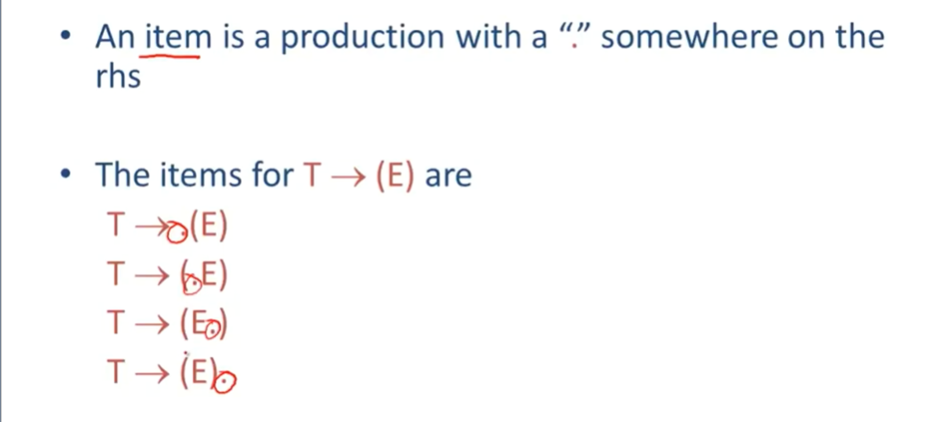 • An item is a production with a “.” somewhere on the
rhs
• The items for T → (E) are
T → .(E)
T → (.E)
T → (E.)
T → (E).